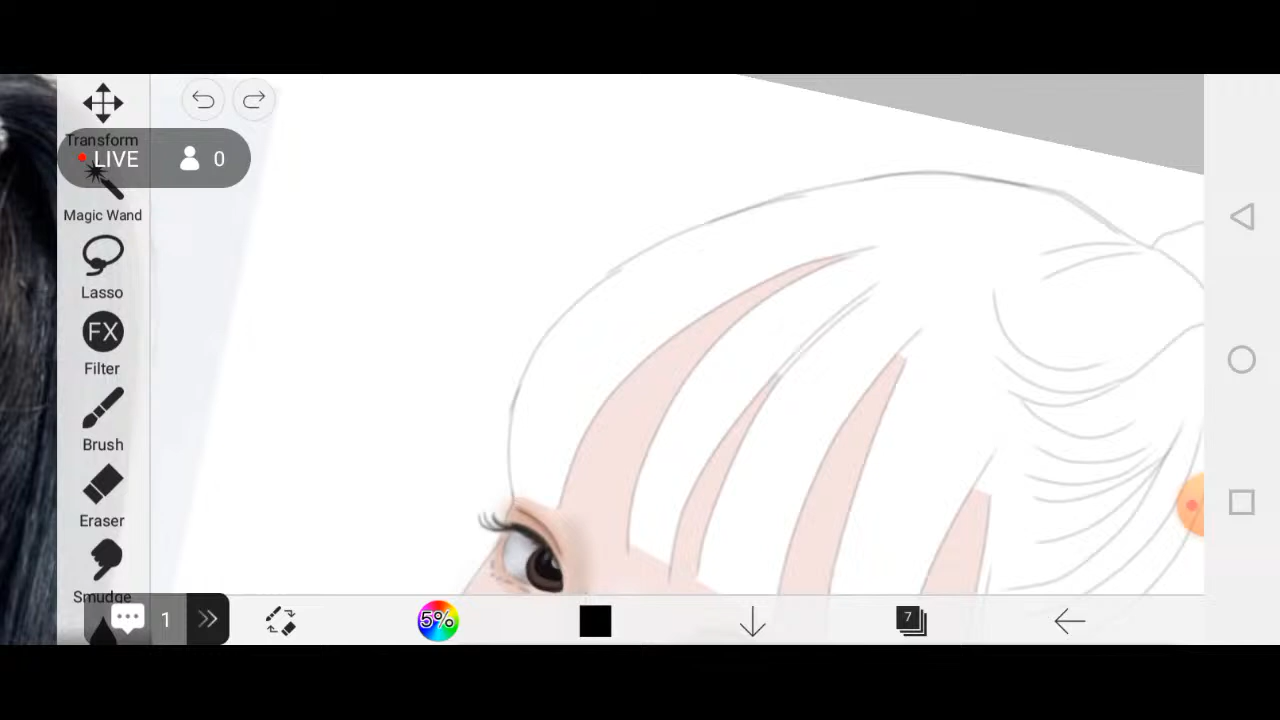 Transform
LIVE 0
Magic Wand
Lasso
FX
Filter
Brush
Eraser
Smudge
1
5%
7